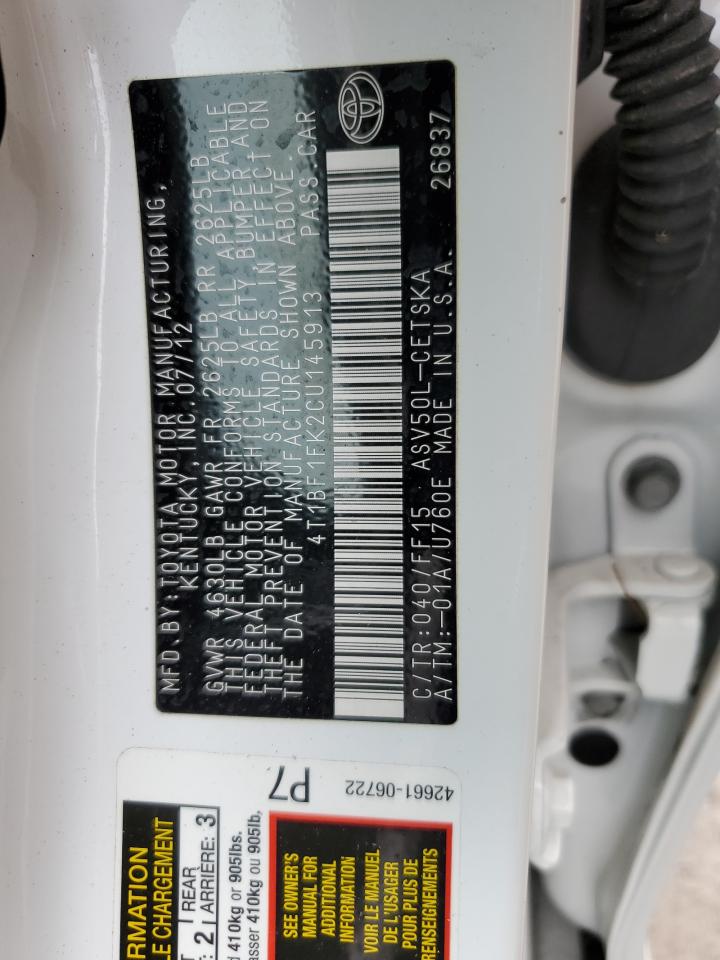 MFD. BY: TOYOTA MOTOR MANUFACTURING,
KENTUCKY, INC. 07/12
GVWR 4630LB GAWR FR 2625LB RR 2625LB
THIS VEHICLE CONFORMS TO ALL APPLICABLE
FEDERAL MOTOR VEHICLE SAFETY, BUMPER AND
THEFT PREVENTION STANDARDS IN EFFECT ON
THE DATE OF MANUFACTURE SHOWN ABOVE.
4T1BF1FK2CU145913 PASS.CAR
C/TR:040/FF15 ASV50L-CETSKA
A/TM:-01A/U760E MADE IN U.S.A. 26837
P7
42661-06722
RMATION
LE CHARGEMENT
2 REAR
ARRIÈRE: 3
410kg or 905lbs.
asser 410kg ou 905lb.
SEE OWNER'S
MANUAL FOR
ADDITIONAL
INFORMATION
VOIR LE MANUEL
DE L'USAGER
POUR PLUS DE
RENSEIGNEMENTS